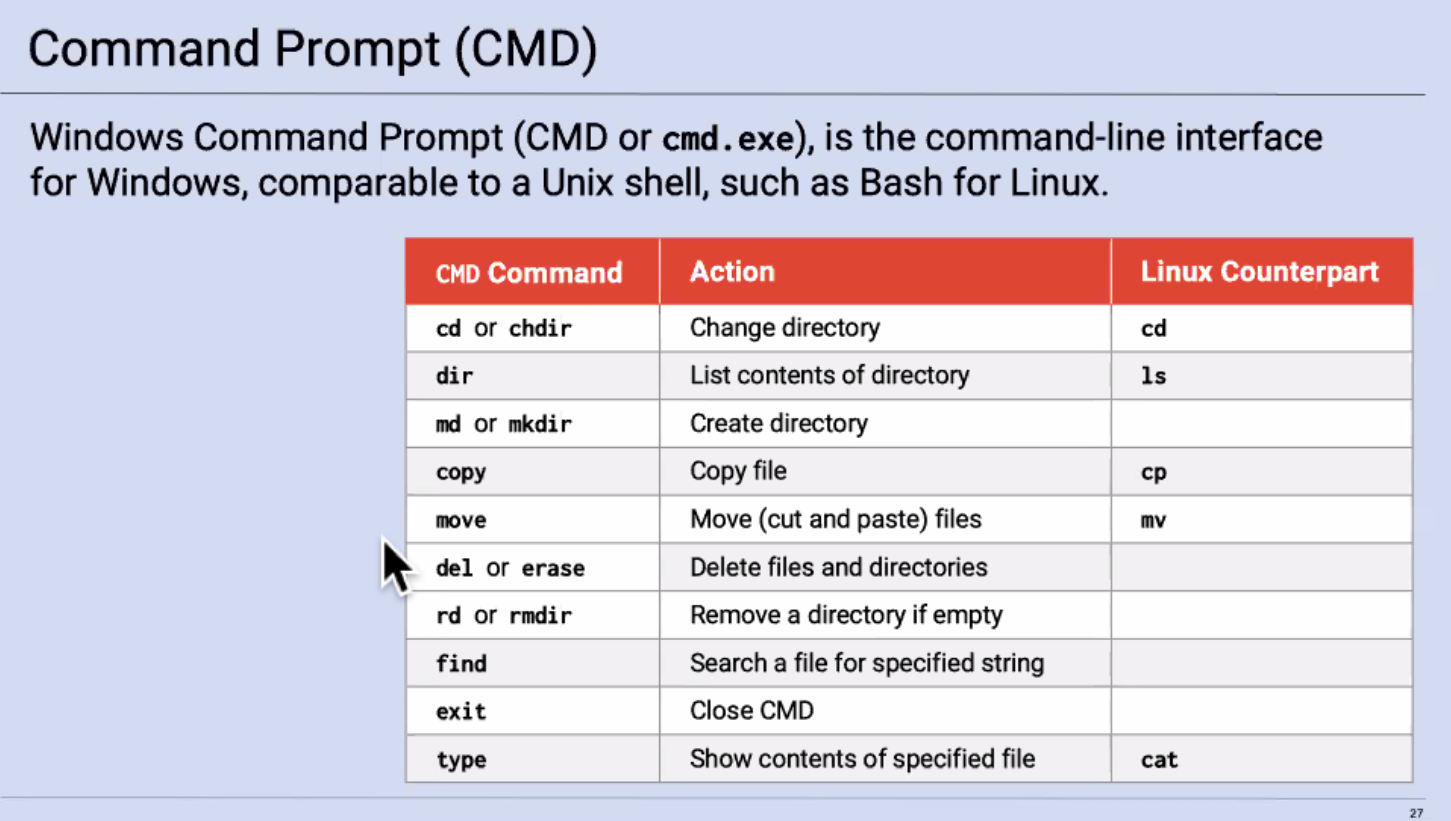 Command Prompt (CMD)
Windows Command Prompt (CMD or cmd.exe), is the command-line interface
for Windows, comparable to a Unix shell, such as Bash for Linux.
CMD Command Action Linux Counterpart
cd or chdir Change directory cd
dir List contents of directory ls
md or mkdir Create directory
copy Copy file cp
move Move (cut and paste) files mv
del or erase Delete files and directories
rd or rmdir Remove a directory if empty
find Search a file for specified string
exit Close CMD
type Show contents of specified file cat
27